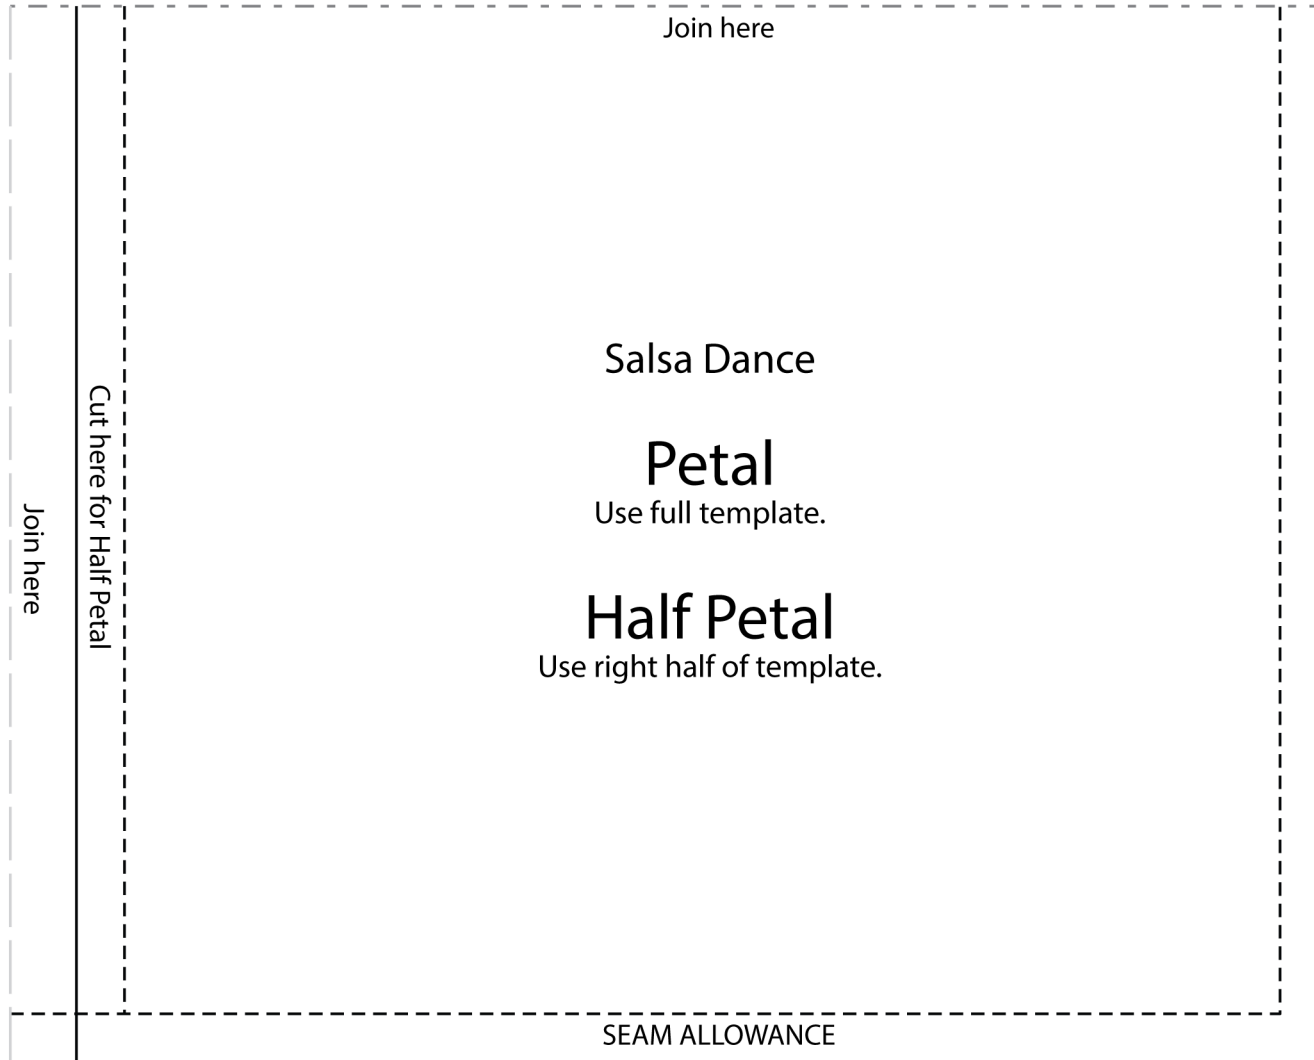 Join here
Salsa Dance
Petal
Use full template.
Half Petal
Use right half of template.
Cut here for Half Petal
Join here
SEAM ALLOWANCE